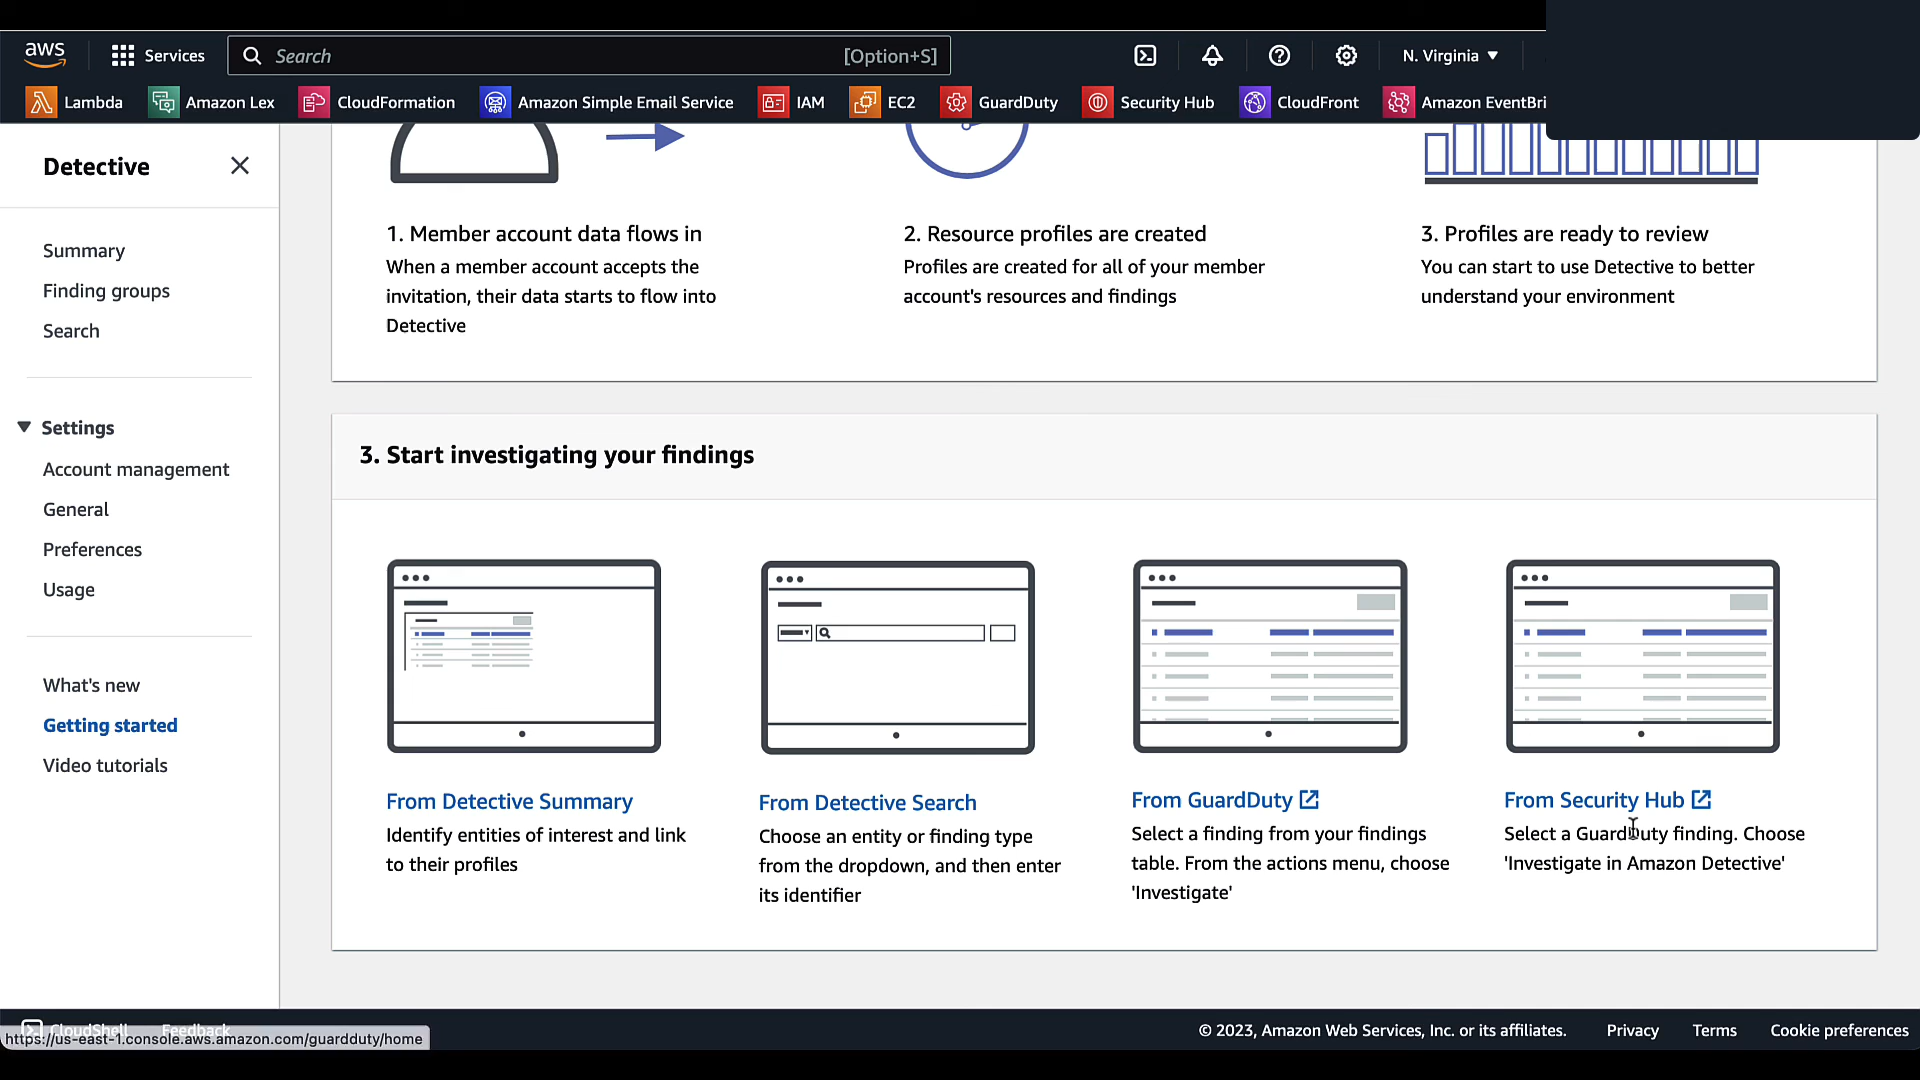 aws
Services
Search
[Option+S]
N. Virginia ▼
Lambda
Amazon Lex
CloudFormation
Amazon Simple Email Service
IAM
EC2
GuardDuty
Security Hub
CloudFront
Amazon EventBri
Detective
Summary
Finding groups
Search
Settings
Account management
General
Preferences
Usage
What's new
Getting started
Video tutorials
1. Member account data flows in
When a member account accepts the
invitation, their data starts to flow into
Detective
2. Resource profiles are created
Profiles are created for all of your member
account's resources and findings
3. Profiles are ready to review
You can start to use Detective to better
understand your environment
3. Start investigating your findings
From Detective Summary
Identify entities of interest and link
to their profiles
From Detective Search
Choose an entity or finding type
from the dropdown, and then enter
its identifier
From GuardDuty
Select a finding from your findings
table. From the actions menu, choose
'Investigate'
From Security Hub
Select a GuardDuty finding. Choose
'Investigate in Amazon Detective'
CloudShell
Feedback
https://us-east-1.console.aws.amazon.com/guardduty/home
© 2023, Amazon Web Services, Inc. or its affiliates.
Privacy
Terms
Cookie preferences